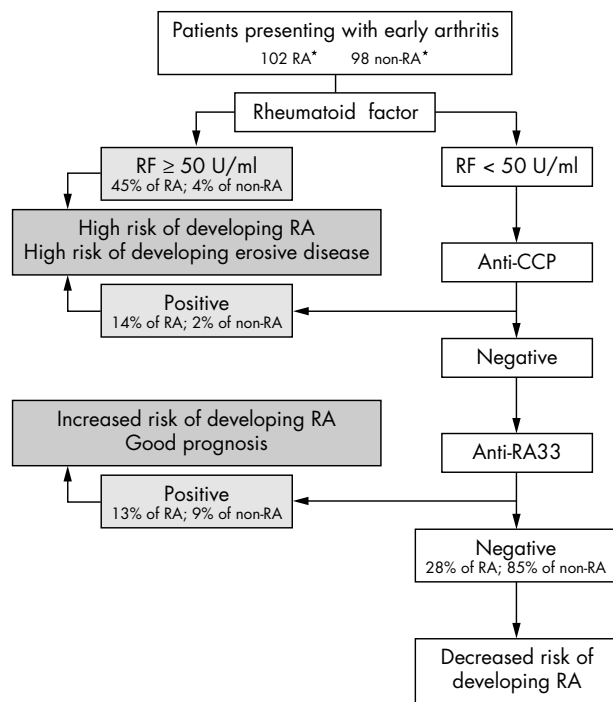 Patients presenting with early arthritis
102 RA* 98 non-RA*
Rheumatoid factor
RF ≥ 50 U/ml
45% of RA; 4% of non-RA
RF < 50 U/ml
High risk of developing RA
High risk of developing erosive disease
Anti-CCP
Positive
14% of RA; 2% of non-RA
Negative
Increased risk of developing RA
Good prognosis
Anti-RA33
Positive
13% of RA; 9% of non-RA
Negative
28% of RA; 85% of non-RA
Decreased risk of
developing RA